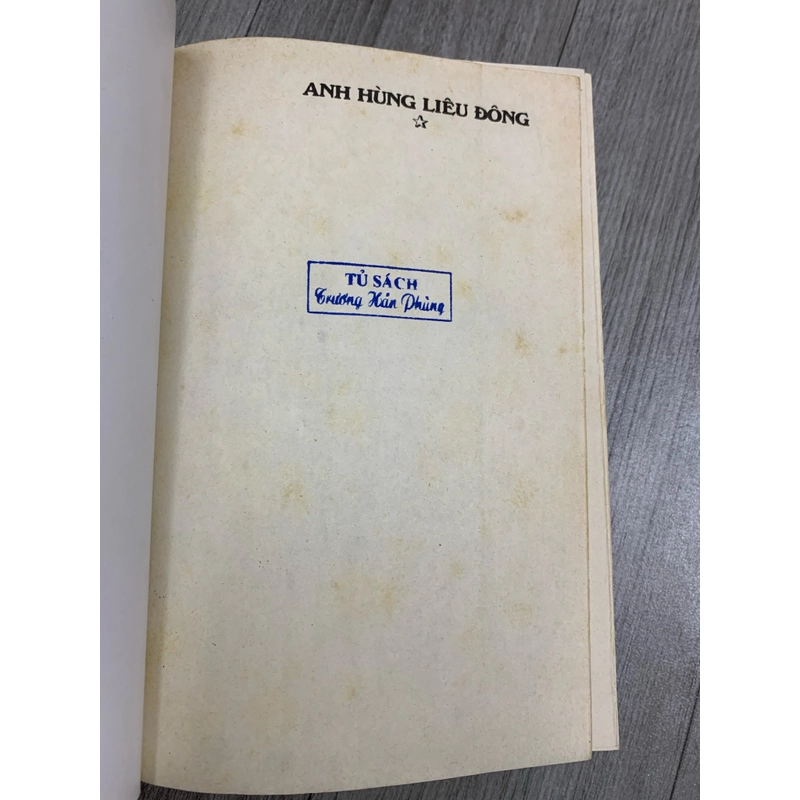 ANH HÙNG LIÊU ĐÔNG
TỦ SÁCH
Trương Hán Phùng